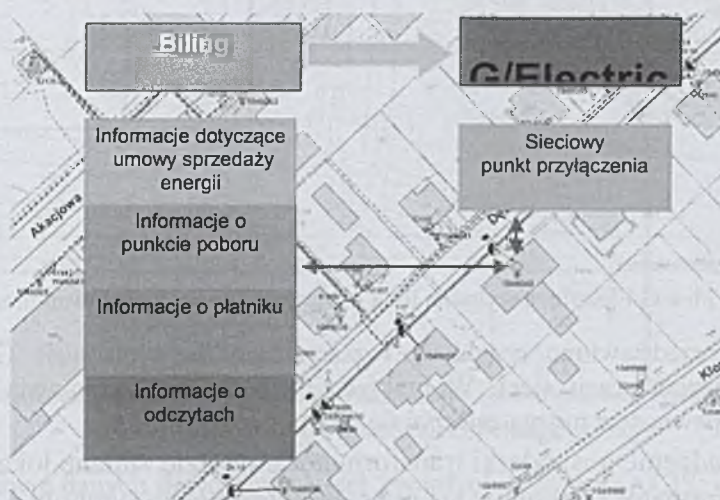 Biling
G/Electric
Informacje dotyczące
umowy sprzedaży
energii
Sieciowy
punkt przyłączenia
Informacje o
punkcie poboru
Informacje o płatniku
Informacje o
odczytach
Akacjowa